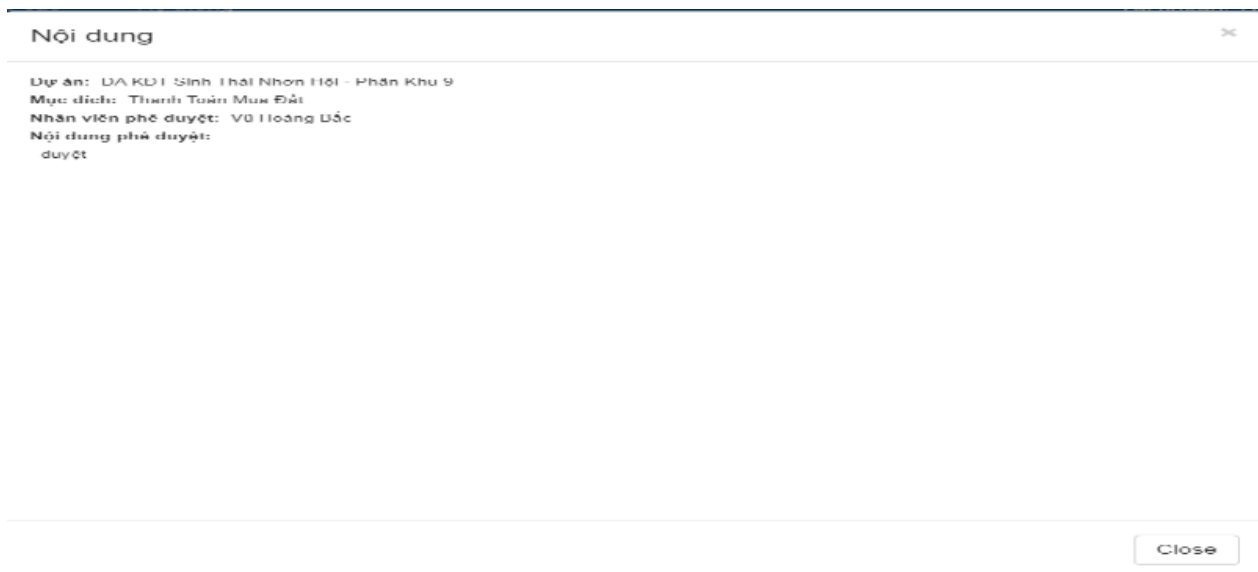 Nội dung
×
Dự án: DA KDT Sinh Thái Nhơn Hội - Phân Khu 9
Mục đích: Thanh Toán Mua Đất
Nhân viên phê duyệt: Vũ Hoàng Bắc
Nội dung phê duyệt:
duyệt
Close